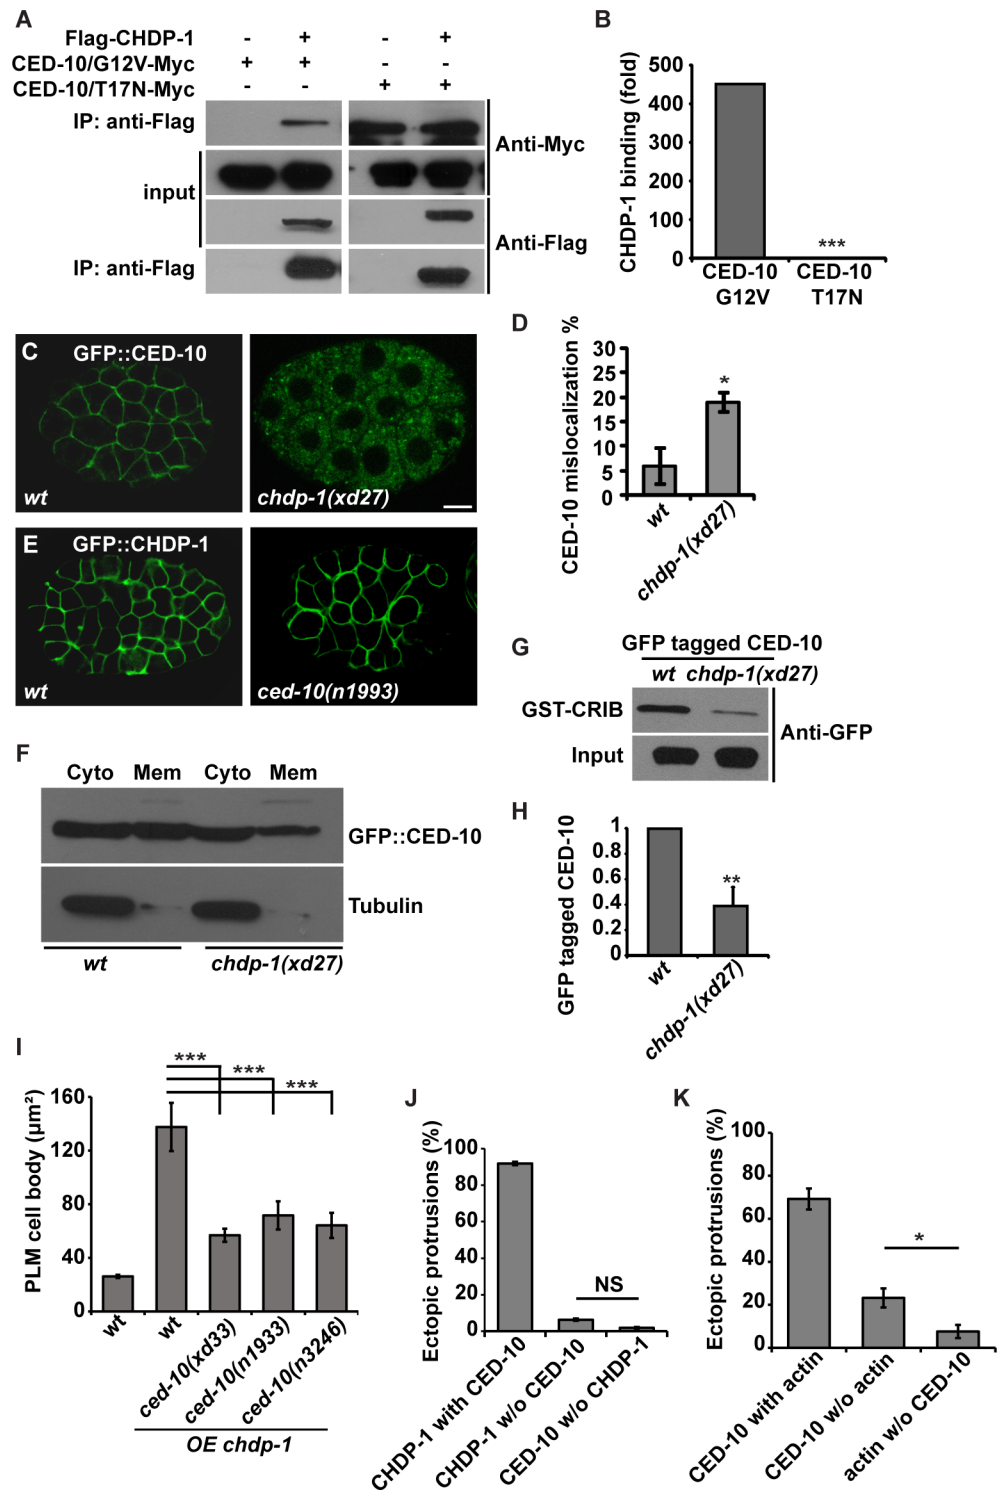 A
Flag-CHDP-1 - + - +
CED-10/G12V-Myc + + - -
CED-10/T17N-Myc - - + +
IP: anti-Flag
Anti-Myc
input
Anti-Flag
IP: anti-Flag
B
CHDP-1 binding (fold)
500
400
300
200
100
0
***
CED-10 CED-10
G12V T17N
C GFP::CED-10
wt
chdp-1(xd27)
D
CED-10 mislocalization %
30
25
20
15
10
5
0
*
wt
chdp-1(xd27)
E GFP::CHDP-1
wt
ced-10(n1993)
F
Cyto Mem Cyto Mem
GFP::CED-10
Tubulin
wt chdp-1(xd27)
G
GFP tagged CED-10
wt chdp-1(xd27)
GST-CRIB
Anti-GFP
Input
H
GFP tagged CED-10
1
0.8
0.6
0.4
0.2
0
**
wt
chdp-1(xd27)
I
PLM cell body (µm²)
160
120
80
40
0
***
***
***
wt
wt
ced-10(xd33)
ced-10(n1933)
ced-10(n3246)
OE chdp-1
J
Ectopic protrusions (%)
100
80
60
40
20
0
NS
CHDP-1 with CED-10
CHDP-1 w/o CED-10
CED-10 w/o CHDP-1
K
Ectopic protrusions (%)
100
80
60
40
20
0
*
CED-10 with actin
CED-10 w/o actin
actin w/o CED-10